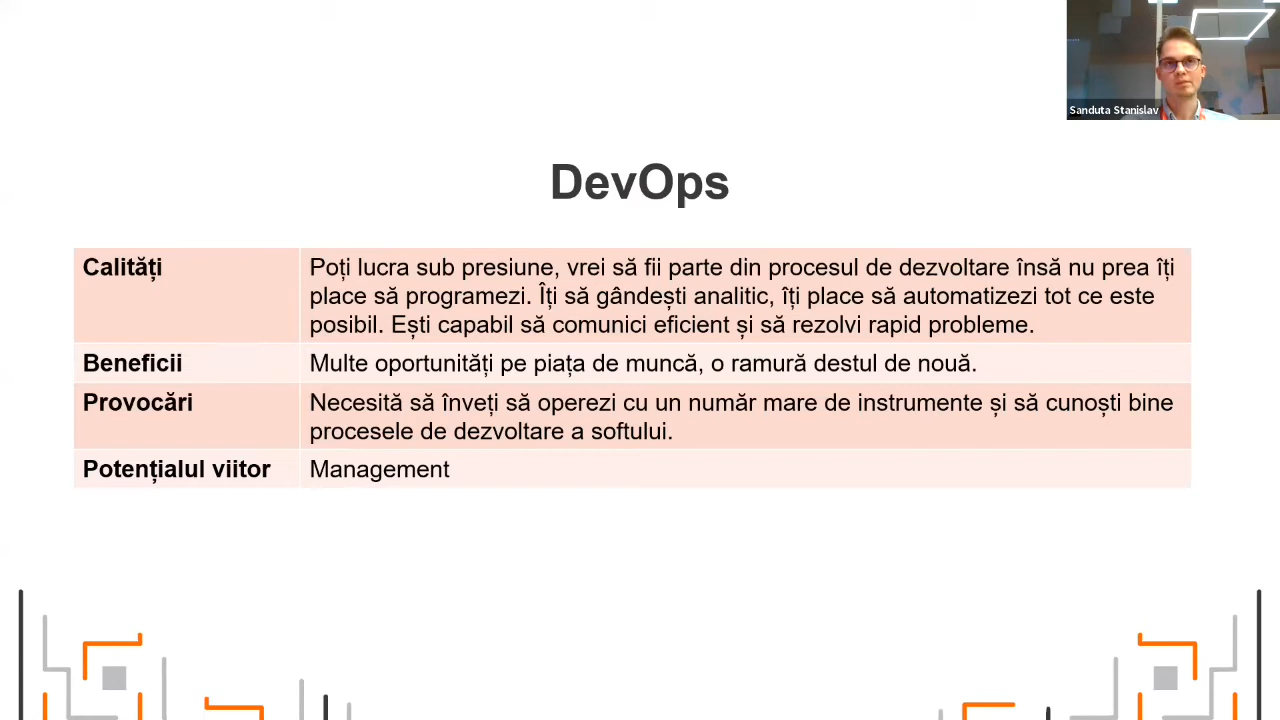 Sanduta Stanislav
DevOps
Calități
Poți lucra sub presiune, vrei să fii parte din procesul de dezvoltare însă nu prea îți
place să programezi. Îți să gândești analitic, îți place să automatizezi tot ce este
posibil. Ești capabil să comunici eficient și să rezolvi rapid probleme.
Beneficii
Multe oportunități pe piața de muncă, o ramură destul de nouă.
Provocări
Necesită să înveți să operezi cu un număr mare de instrumente și să cunoști bine
procesele de dezvoltare a softului.
Potențialul viitor
Management